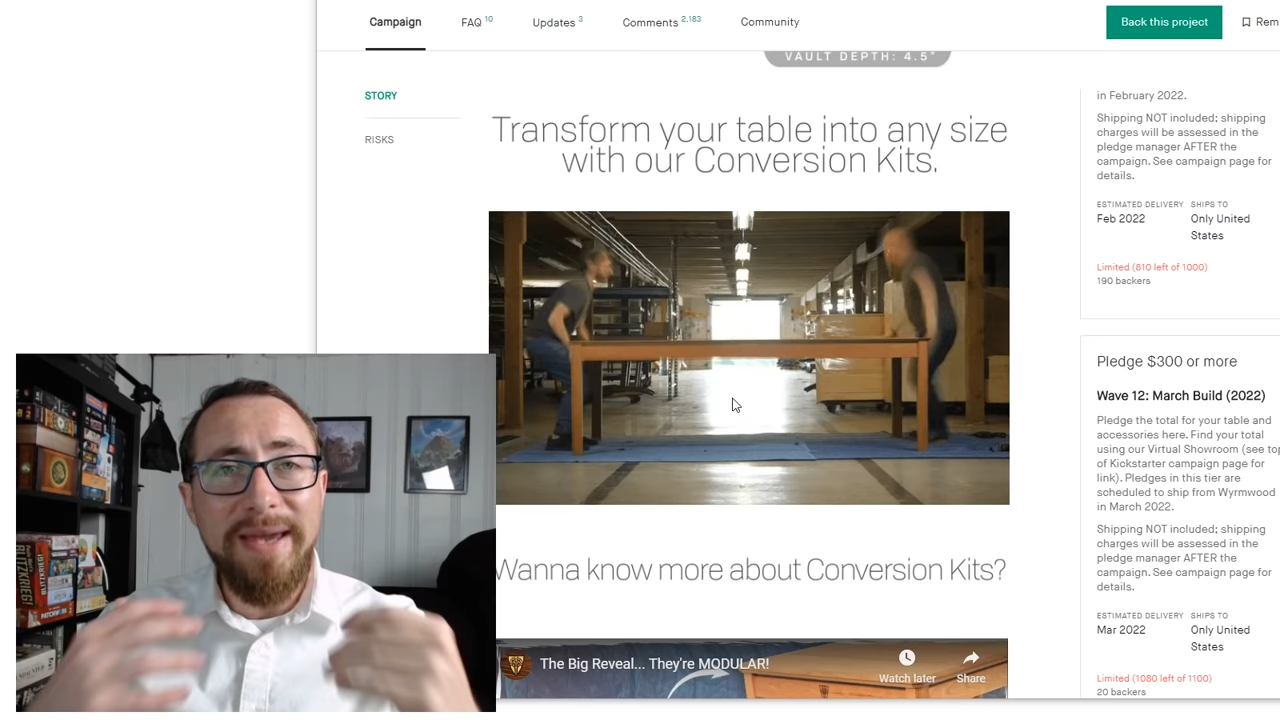 Campaign
FAQ 10
Updates 3
Comments 2,183
Community
Back this project
Rem
VAULT DEPTH: 4.5"
STORY
RISKS
Transform your table into any size
with our Conversion Kits.
Wanna know more about Conversion Kits?
The Big Reveal... They're MODULAR!
Watch later
Share
in February 2022.
Shipping NOT included; shipping
charges will be assessed in the
pledge manager AFTER the
campaign. See campaign page for
details.
ESTIMATED DELIVERY
SHIPS TO
Feb 2022
Only United
States
Limited (810 left of 1000)
190 backers
Pledge $300 or more
Wave 12: March Build (2022)
Pledge the total for your table and
accessories here. Find your total
using our Virtual Showroom (see top
of Kickstarter campaign page for
link). Pledges in this tier are
scheduled to ship from Wyrmwood
in March 2022.
Shipping NOT included; shipping
charges will be assessed in the
pledge manager AFTER the
campaign. See campaign page for
details.
ESTIMATED DELIVERY
SHIPS TO
Mar 2022
Only United
States
Limited (1080 left of 1100)
20 backers
BLITZKRIEG!
PATCHWORK